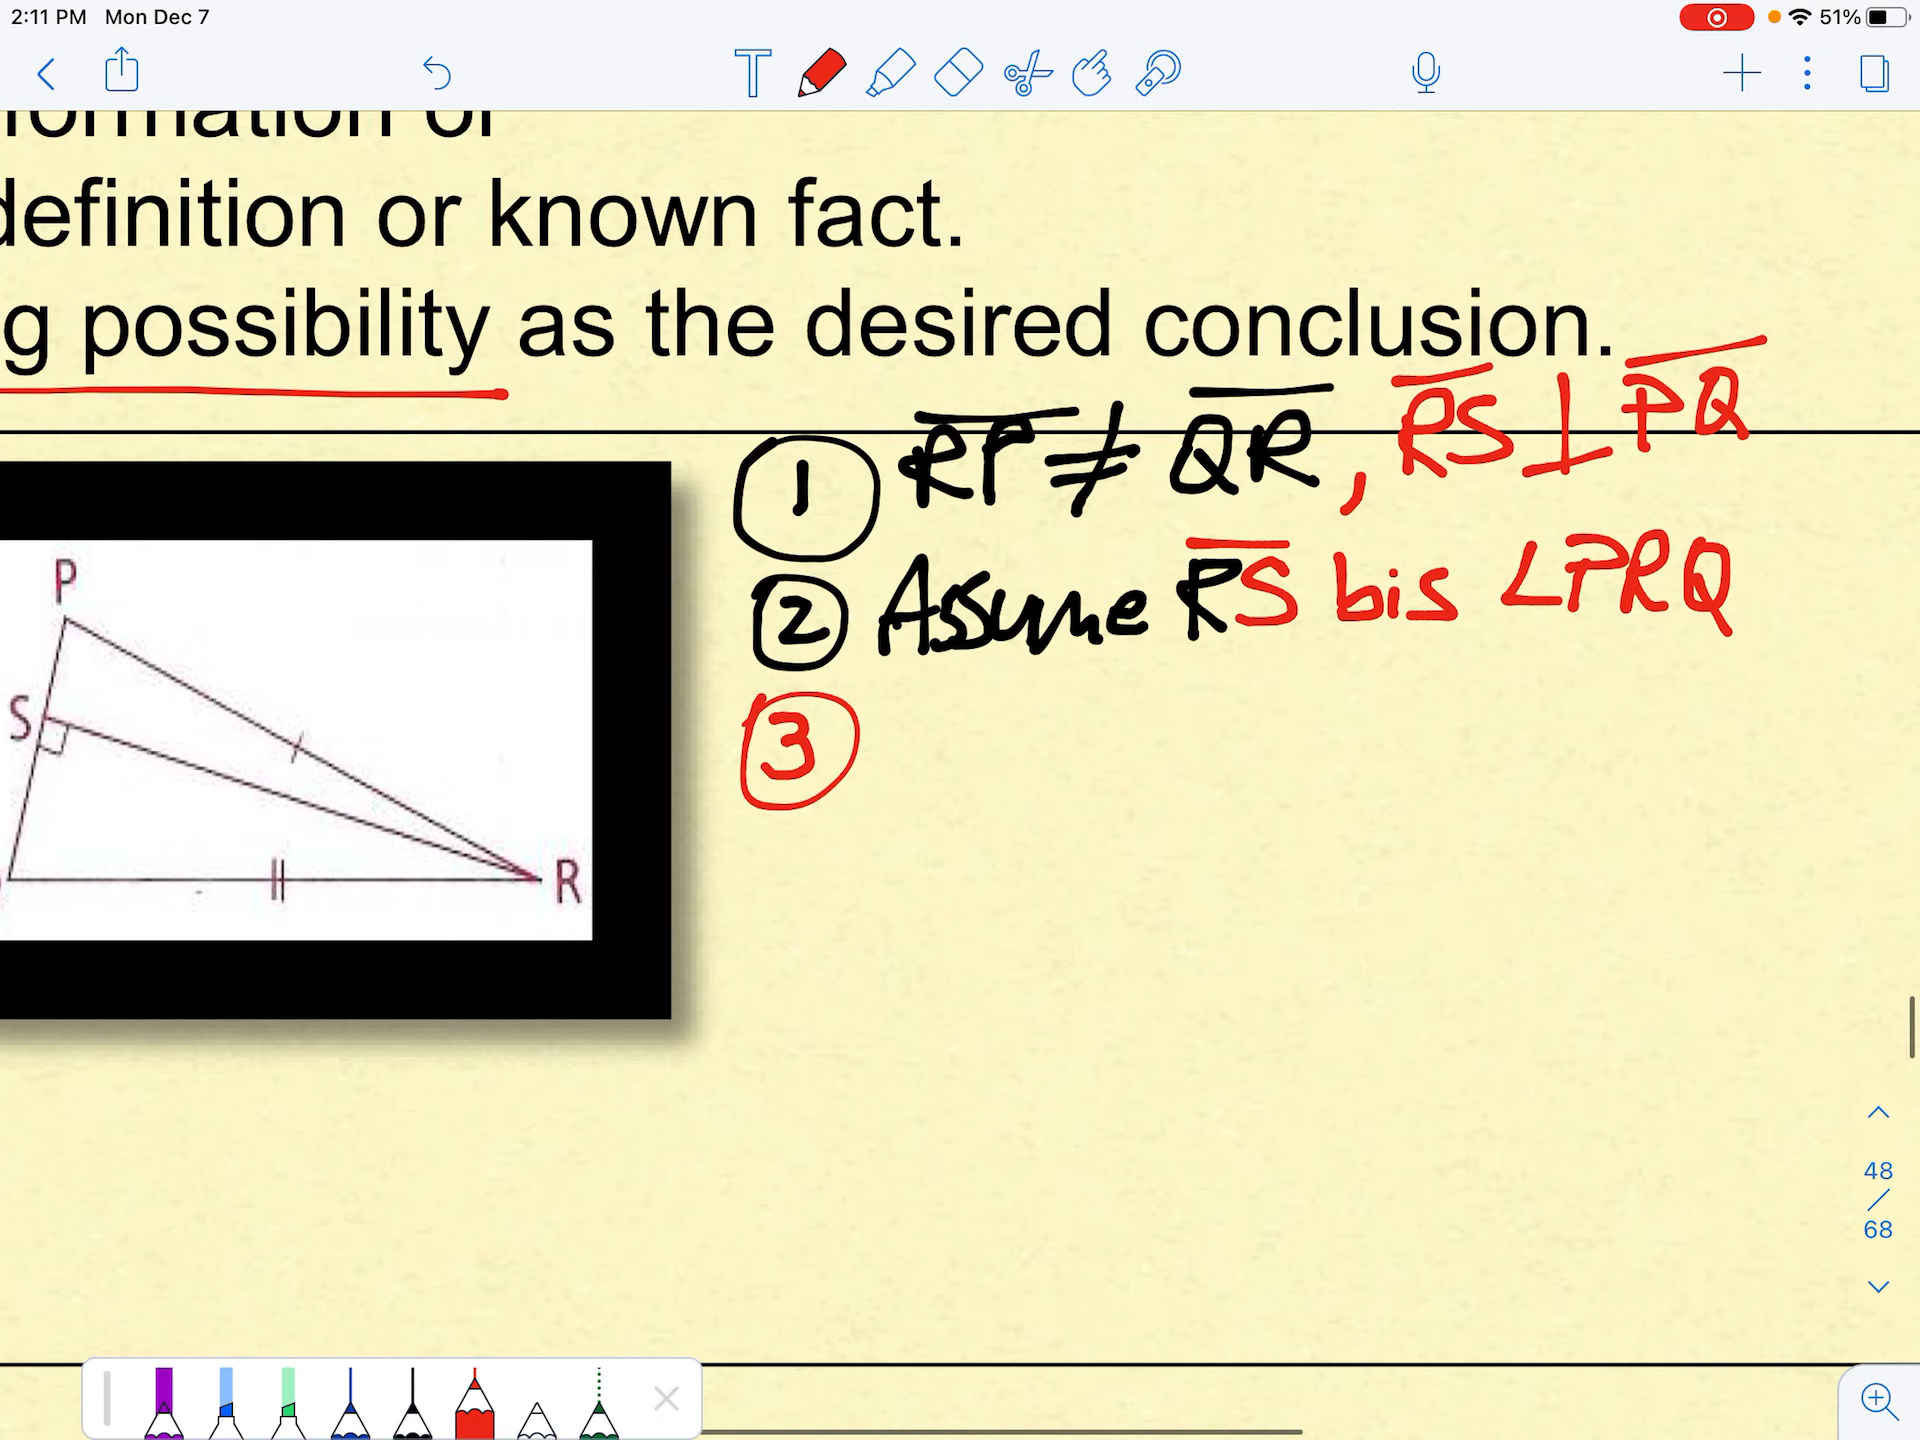 2:11 PM Mon Dec 7
51%
T
definition or known fact.
g possibility as the desired conclusion.
① RP ≠ QR, RS ⊥ PQ
② Assume RS bis ∠PRQ
③
P
S
R
48
/
68